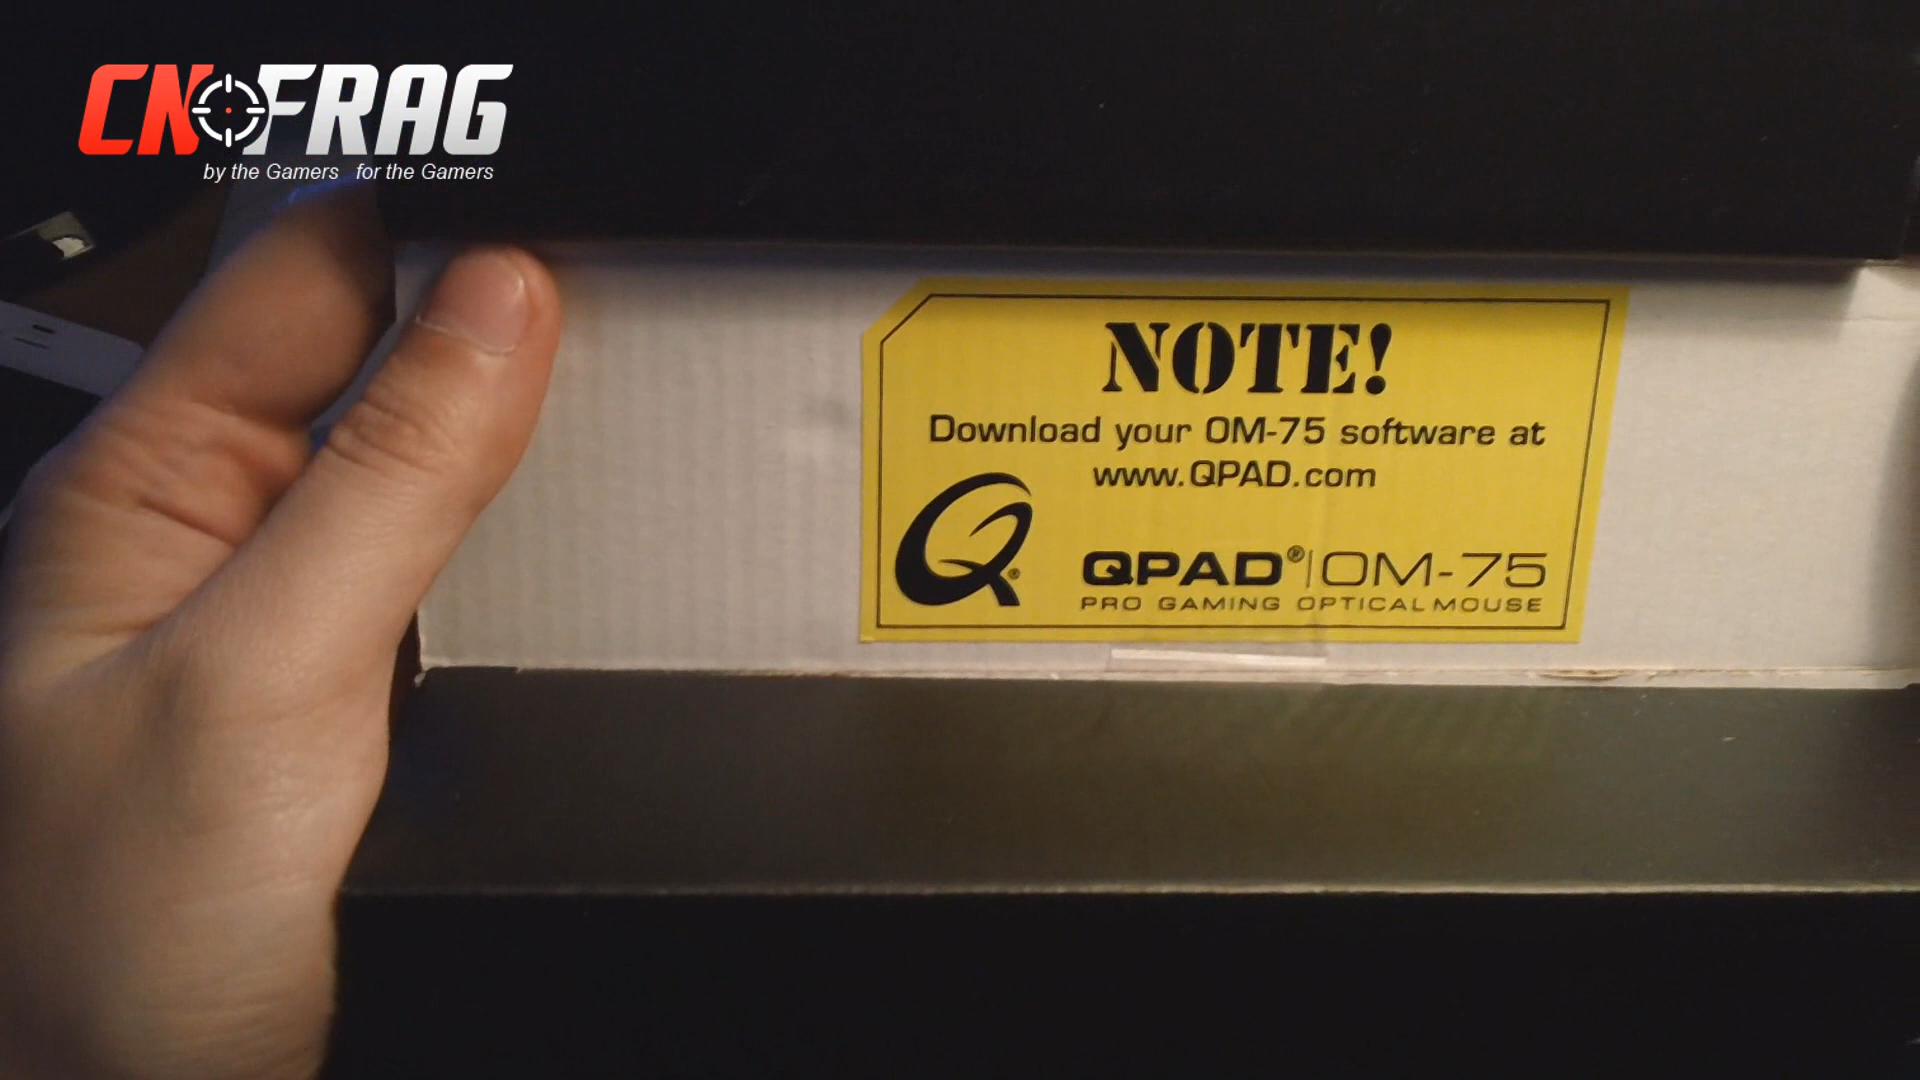 CN FRAG
by the Gamers for the Gamers
NOTE!
Download your OM-75 software at
www.QPAD.com
QPAD®|OM-75
PRO GAMING OPTICAL MOUSE